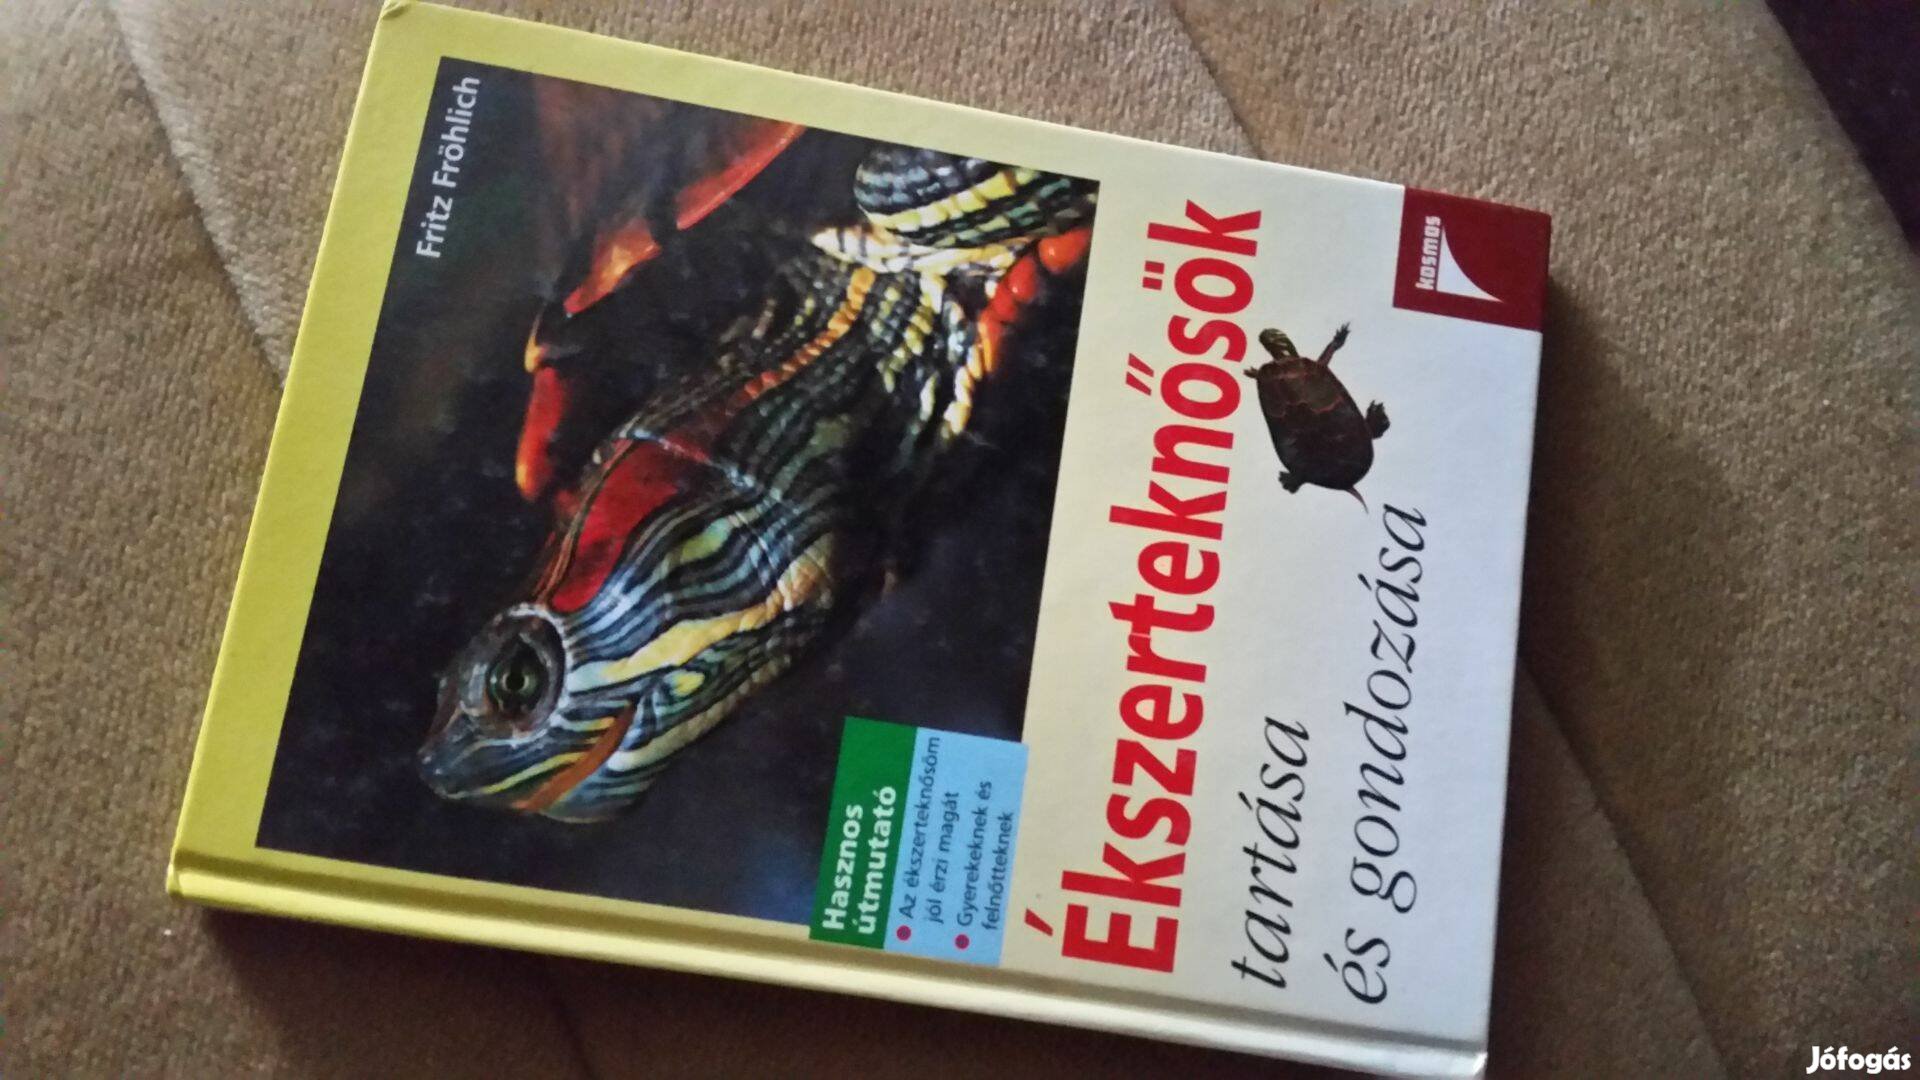 Fritz Fröhlich
Hasznos
útmutató
Az ékszerteknősöm
jól érzi magát
Gyerekeknek és
felnőtteknek
Ékszerteknősök
tartása
és gondozása
kosmos
Jófogás